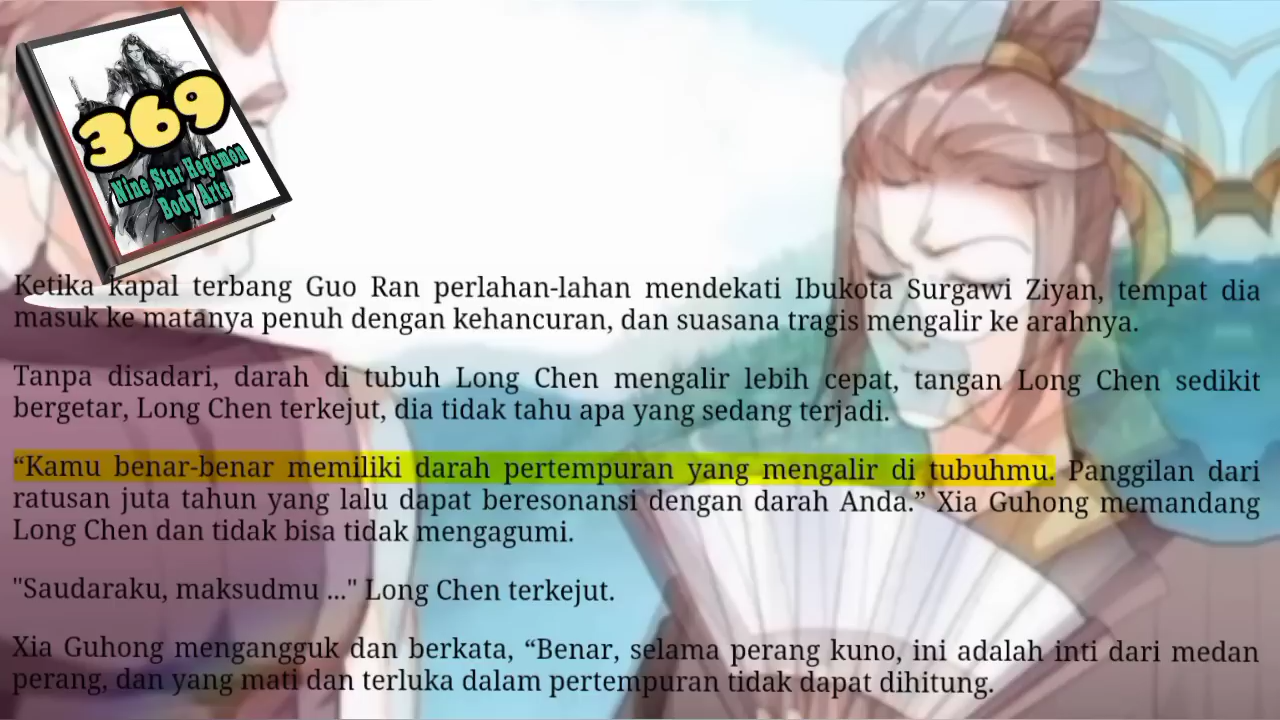 369
Nine Star Hegemon
Body Arts
Ketika kapal terbang Guo Ran perlahan-lahan mendekati Ibukota Surgawi Ziyan, tempat dia
masuk ke matanya penuh dengan kehancuran, dan suasana tragis mengalir ke arahnya.
Tanpa disadari, darah di tubuh Long Chen mengalir lebih cepat, tangan Long Chen sedikit
bergetar, Long Chen terkejut, dia tidak tahu apa yang sedang terjadi.
“Kamu benar-benar memiliki darah pertempuran yang mengalir di tubuhmu. Panggilan dari
ratusan juta tahun yang lalu dapat beresonansi dengan darah Anda.” Xia Guhong memandang
Long Chen dan tidak bisa tidak mengagumi.
"Saudaraku, maksudmu ..." Long Chen terkejut.
Xia Guhong mengangguk dan berkata, “Benar, selama perang kuno, ini adalah inti dari medan
perang, dan yang mati dan terluka dalam pertempuran tidak dapat dihitung.